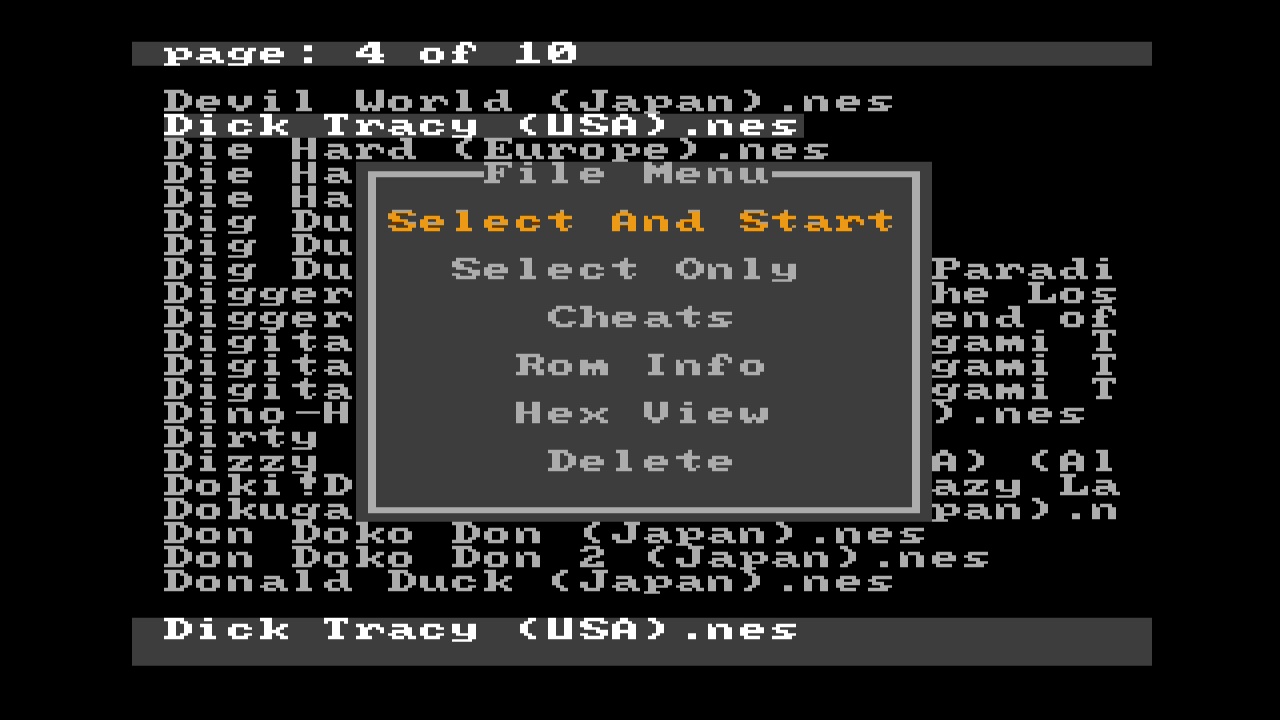 page: 4 of 10
Devil World (Japan).nes
Dick Tracy (USA).nes
Die Hard (Europe).nes
Die Ha
File Menu
Die Ha
Dig Du
Select And Start
Dig Du
Dig Du
Select Only
Paradi
Digger
he Los
Digger
Cheats
end of
Digita
gami T
Digita
Rom Info
gami T
Digita
gami T
Dino-H
Hex View
).nes
Dirty
Dizzy
Delete
A) (Al
Doki!D
azy La
Dokuga
pan).n
Don Doko Don (Japan).nes
Don Doko Don 2 (Japan).nes
Donald Duck (Japan).nes
Dick Tracy (USA).nes